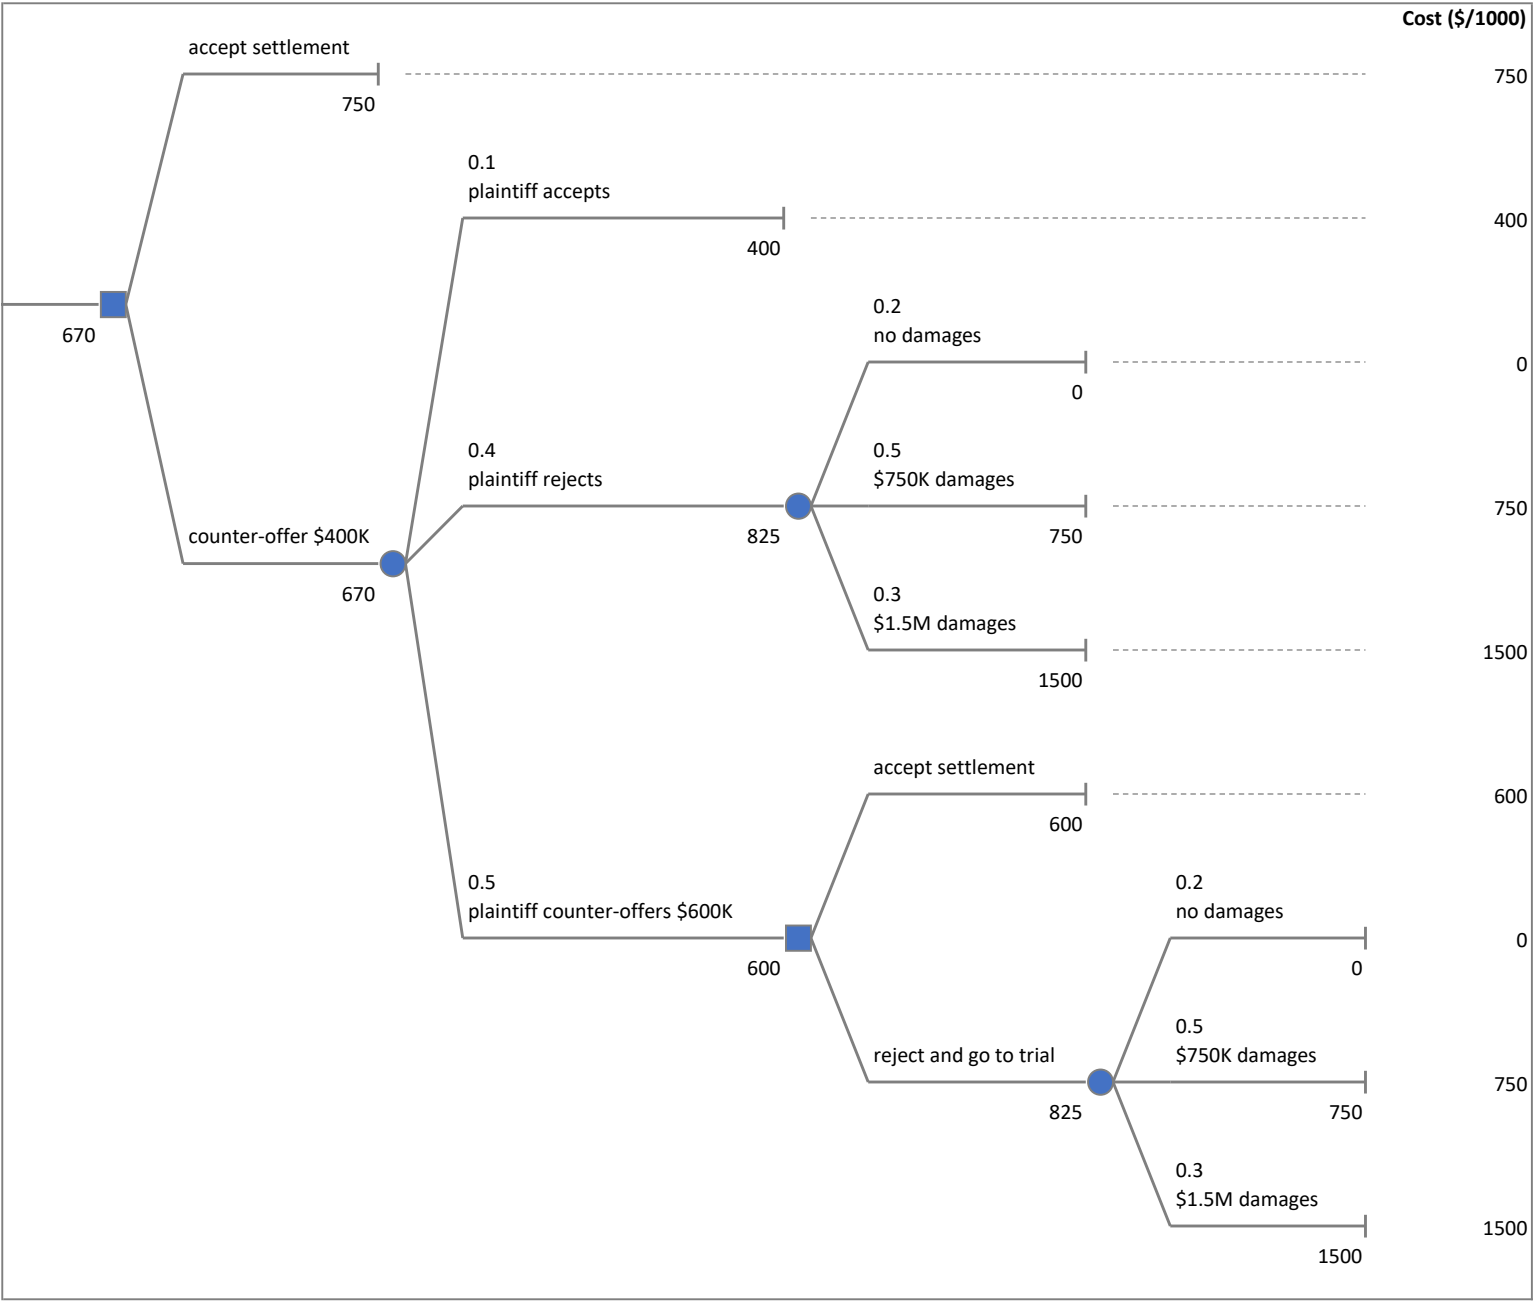 Cost ($/1000)
accept settlement
750
750
0.1
plaintiff accepts
400
400
670
0.2
no damages
0
0
0.4
plaintiff rejects
825
0.5
$750K damages
750
750
counter-offer $400K
670
0.3
$1.5M damages
1500
1500
accept settlement
600
600
0.5
plaintiff counter-offers $600K
600
0.2
no damages
0
0
reject and go to trial
825
0.5
$750K damages
750
750
0.3
$1.5M damages
1500
1500